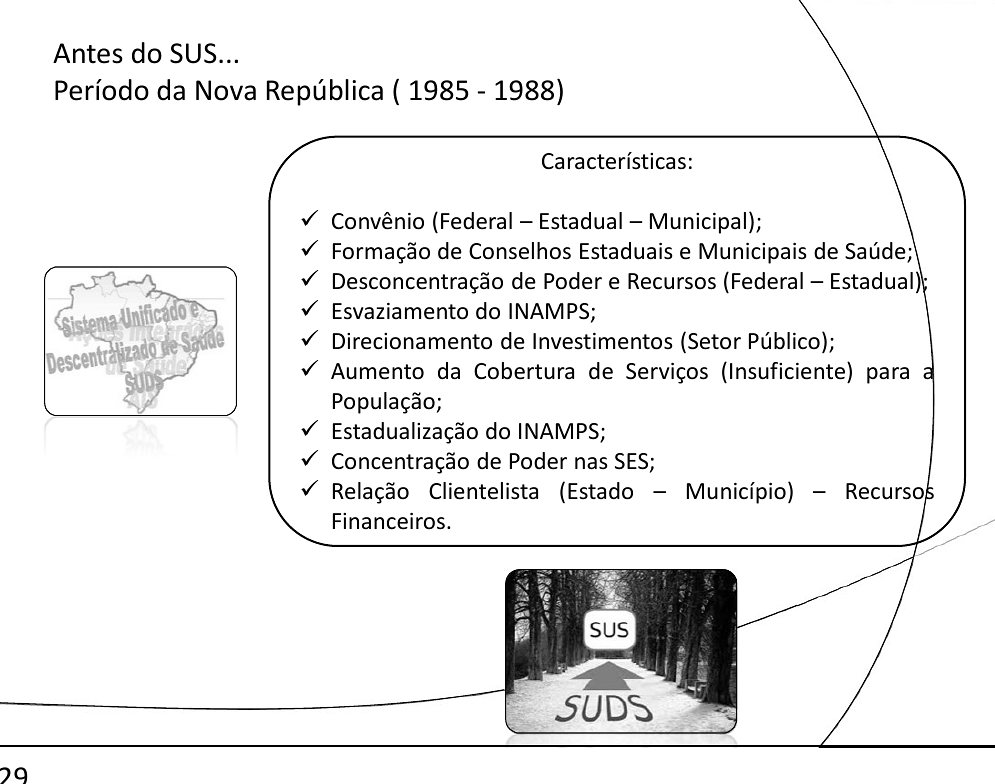 Antes do SUS...
Período da Nova República ( 1985 - 1988)
Características:
✓ Convênio (Federal – Estadual – Municipal);
✓ Formação de Conselhos Estaduais e Municipais de Saúde;
✓ Desconcentração de Poder e Recursos (Federal – Estadual);
✓ Esvaziamento do INAMPS;
✓ Direcionamento de Investimentos (Setor Público);
✓ Aumento da Cobertura de Serviços (Insuficiente) para a
População;
✓ Estadualização do INAMPS;
✓ Concentração de Poder nas SES;
✓ Relação Clientelista (Estado – Município) – Recursos
Financeiros.
Sistema Unificado e
Descentralizado de Saúde
SUDS
SUS
SUDS
29